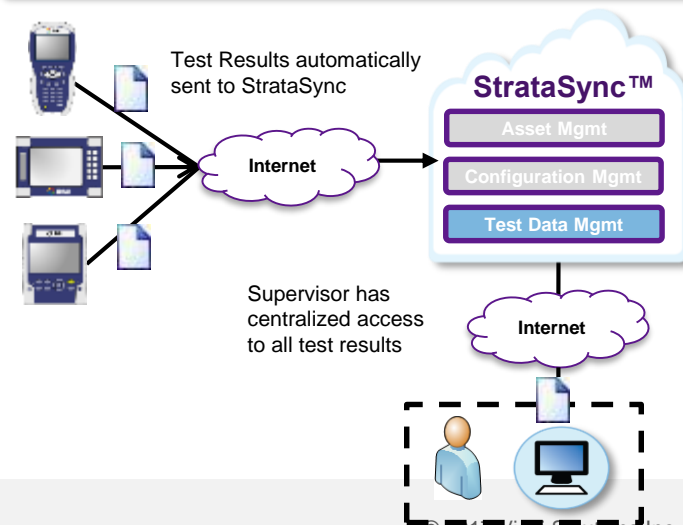 Test Results automatically
sent to StrataSync
StrataSync™
Asset Mgmt
Configuration Mgmt
Test Data Mgmt
Internet
Supervisor has
centralized access
to all test results
Internet